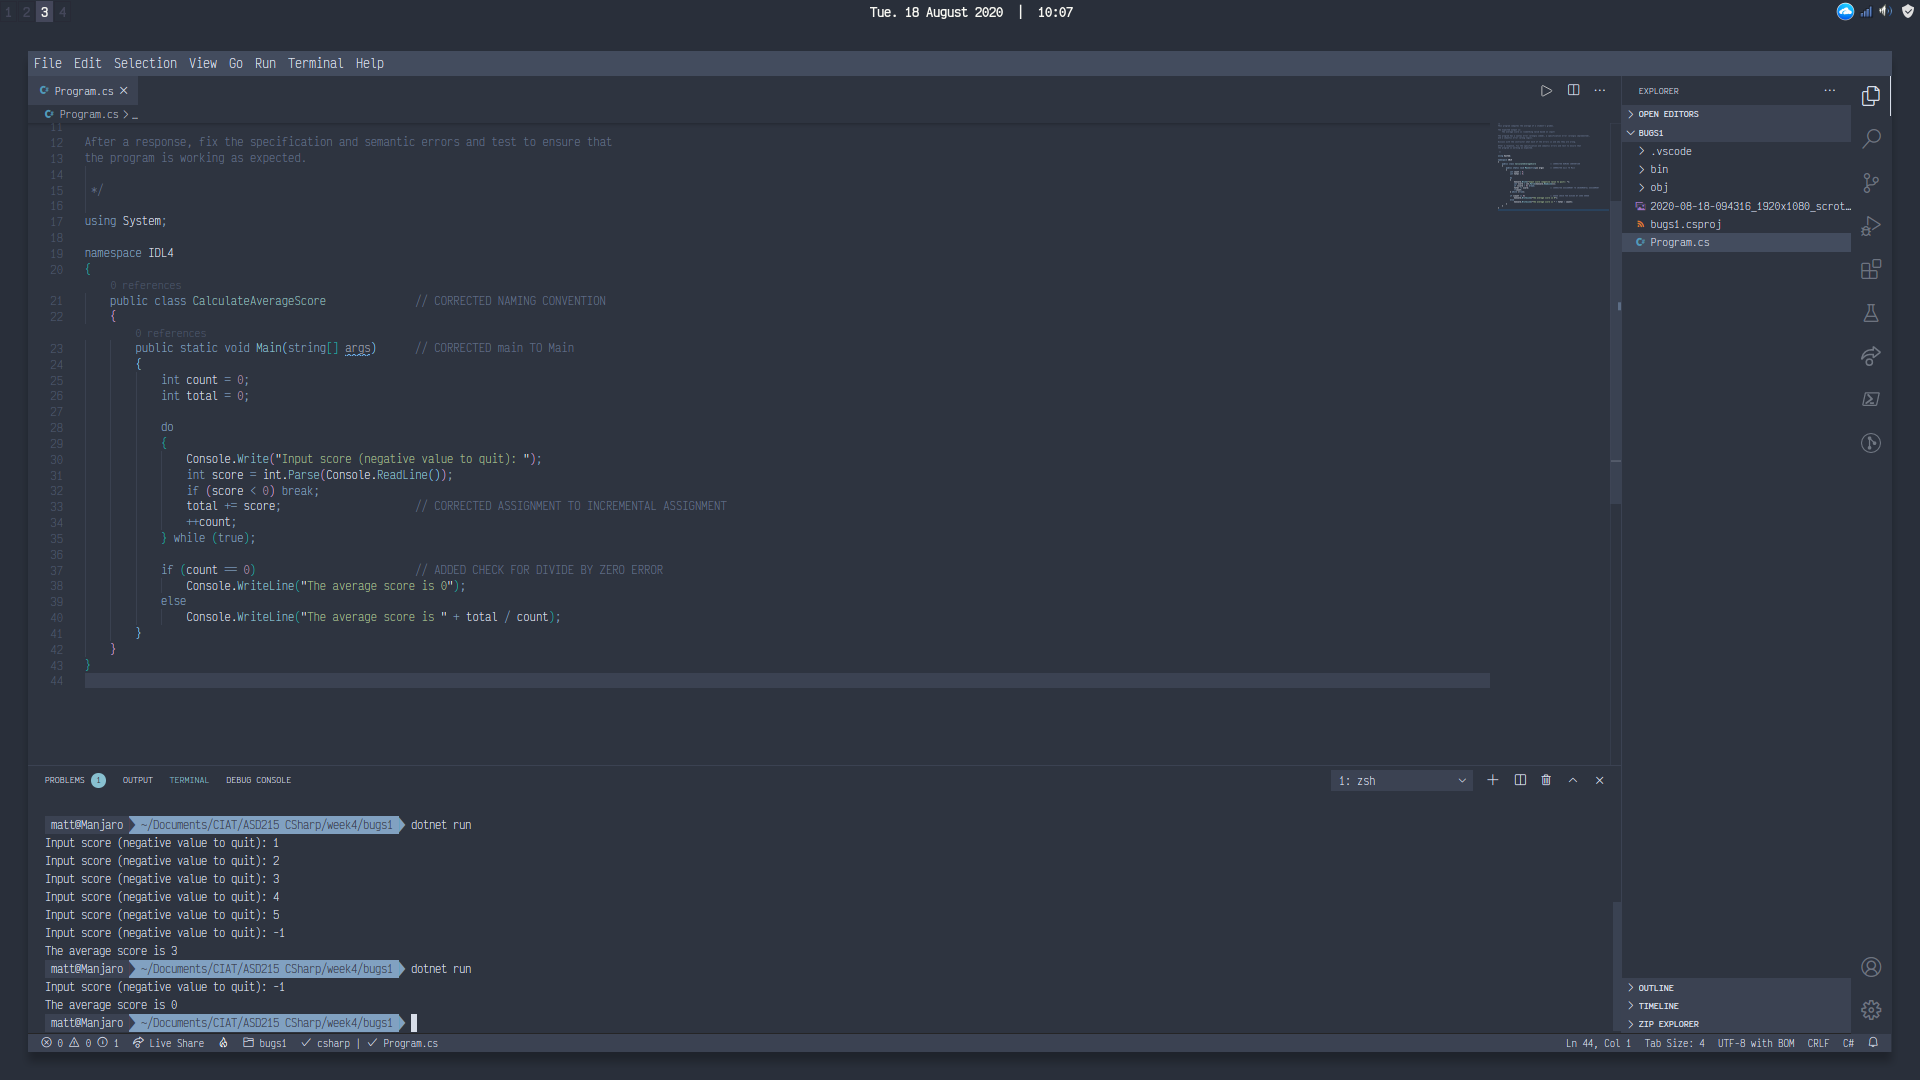 1 2 3 4
Tue. 18 August 2020 | 10:07
File Edit Selection View Go Run Terminal Help
Program.cs
Program.cs > _
11
12 After a response, fix the specification and semantic errors and test to ensure that
13 the program is working as expected.
14
15 */
16
17 using System;
18
19 namespace IDL4
20 {
0 references
21 public class CalculateAverageScore // CORRECTED NAMING CONVENTION
22 {
0 references
23 public static void Main(string[] args) // CORRECTED main TO Main
24 {
25 int count = 0;
26 int total = 0;
27
28 do
29 {
30 Console.Write("Input score (negative value to quit): ");
31 int score = int.Parse(Console.ReadLine());
32 if (score < 0) break;
33 total += score; // CORRECTED ASSIGNMENT TO INCREMENTAL ASSIGNMENT
34 ++count;
35 } while (true);
36
37 if (count == 0) // ADDED CHECK FOR DIVIDE BY ZERO ERROR
38 Console.WriteLine("The average score is 0");
39 else
40 Console.WriteLine("The average score is " + total / count);
41 }
42 }
43 }
44
EXPLORER
OPEN EDITORS
BUGS1
.vscode
bin
obj
2020-08-18-094316_1920x1080_scrot...
bugs1.csproj
Program.cs
PROBLEMS 1 OUTPUT TERMINAL DEBUG CONSOLE
1: zsh
matt@Manjaro ~/Documents/CIAT/ASD215 CSharp/week4/bugs1 dotnet run
Input score (negative value to quit): 1
Input score (negative value to quit): 2
Input score (negative value to quit): 3
Input score (negative value to quit): 4
Input score (negative value to quit): 5
Input score (negative value to quit): -1
The average score is 3
matt@Manjaro ~/Documents/CIAT/ASD215 CSharp/week4/bugs1 dotnet run
Input score (negative value to quit): -1
The average score is 0
matt@Manjaro ~/Documents/CIAT/ASD215 CSharp/week4/bugs1
OUTLINE
TIMELINE
ZIP EXPLORER
0 0 1 Live Share bugs1 csharp | Program.cs
Ln 44, Col 1 Tab Size: 4 UTF-8 with BOM CRLF C#